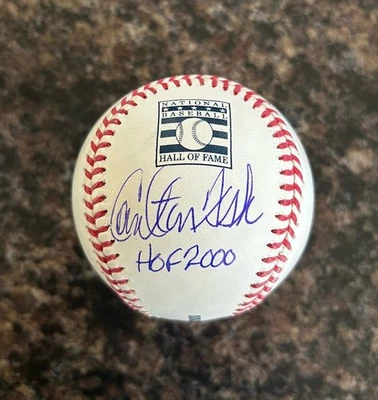 NATIONAL
BASEBALL
HALL OF FAME
Carlton Fisk
HOF 2000